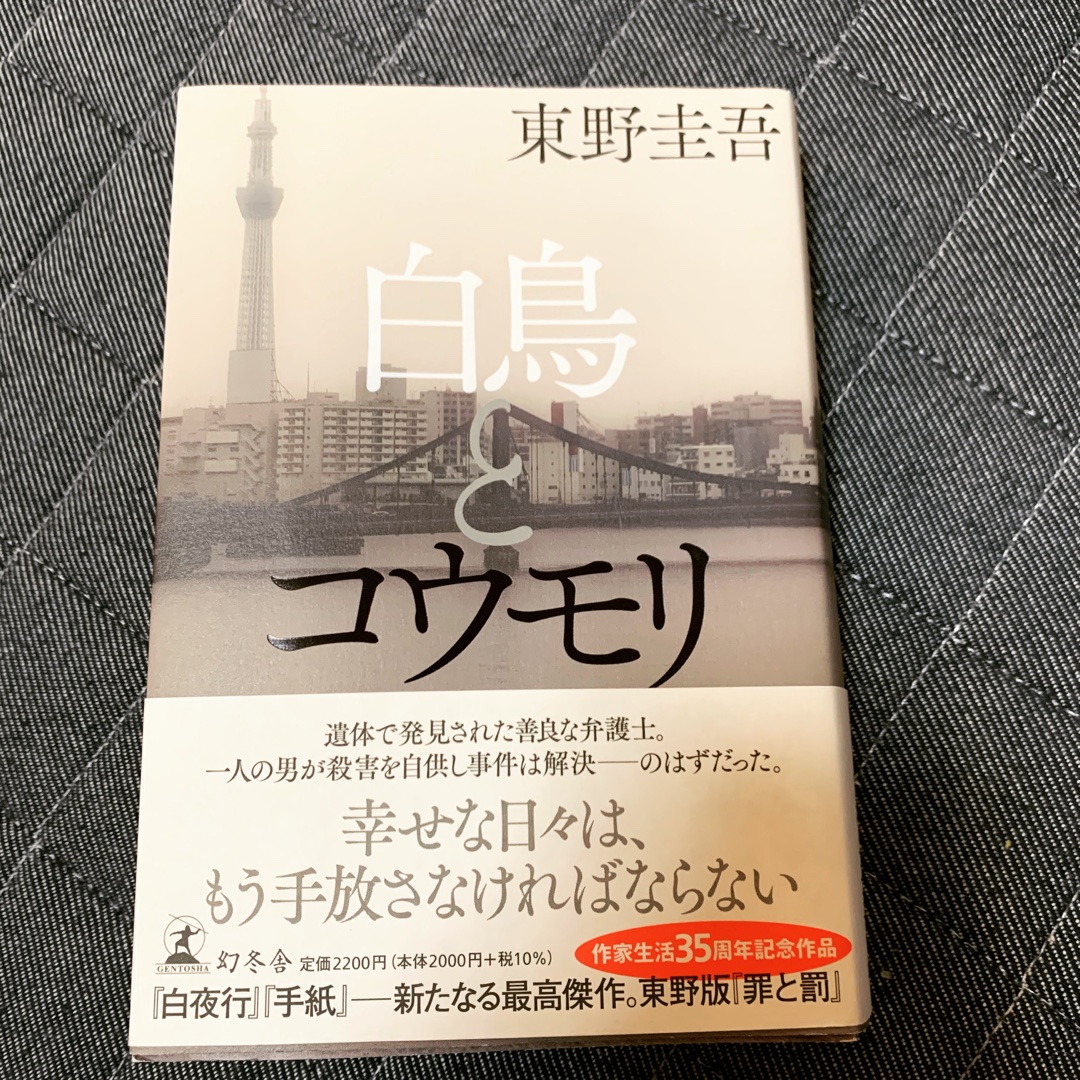 東野圭吾
白鳥
と
コウモリ
遺体で発見された善良な弁護士。
一人の男が殺害を自供し事件は解決――のはずだった。
幸せな日々は、
もう手放さなければならない
作家生活35周年記念作品
GENTOSHA
幻冬舎 定価2200円(本体2000円+税10%)
『白夜行』『手紙』――新たなる最高傑作。東野版『罪と罰』